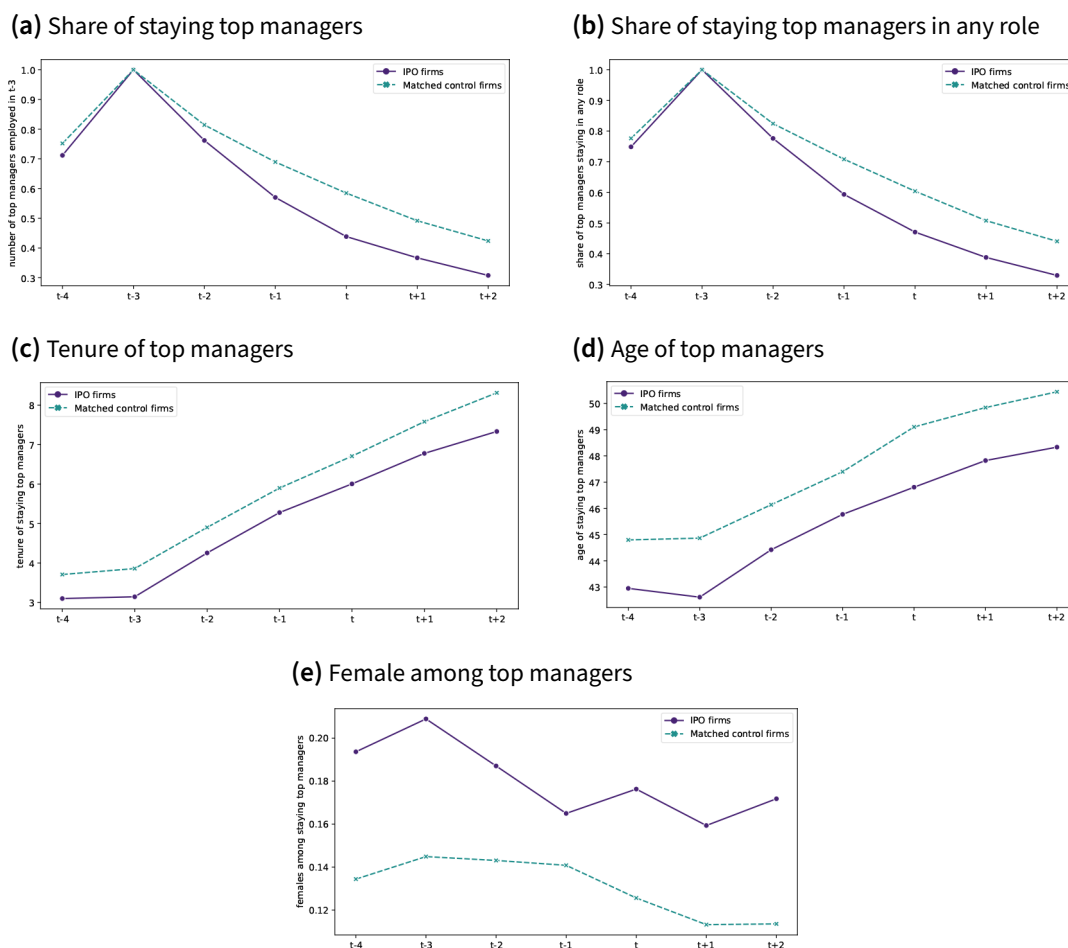 (a) Share of staying top managers
number of top managers employed in t-3
1.0
0.9
0.8
0.7
0.6
0.5
0.4
0.3
IPO firms
Matched control firms
t-4 t-3 t-2 t-1 t t+1 t+2
(b) Share of staying top managers in any role
share of top managers staying in any role
1.0
0.9
0.8
0.7
0.6
0.5
0.4
0.3
IPO firms
Matched control firms
t-4 t-3 t-2 t-1 t t+1 t+2
(c) Tenure of top managers
tenure of staying top managers
8
7
6
5
4
3
IPO firms
Matched control firms
t-4 t-3 t-2 t-1 t t+1 t+2
(d) Age of top managers
age of staying top managers
50
49
48
47
46
45
44
43
IPO firms
Matched control firms
t-4 t-3 t-2 t-1 t t+1 t+2
(e) Female among top managers
females among staying top managers
0.20
0.18
0.16
0.14
0.12
IPO firms
Matched control firms
t-4 t-3 t-2 t-1 t t+1 t+2